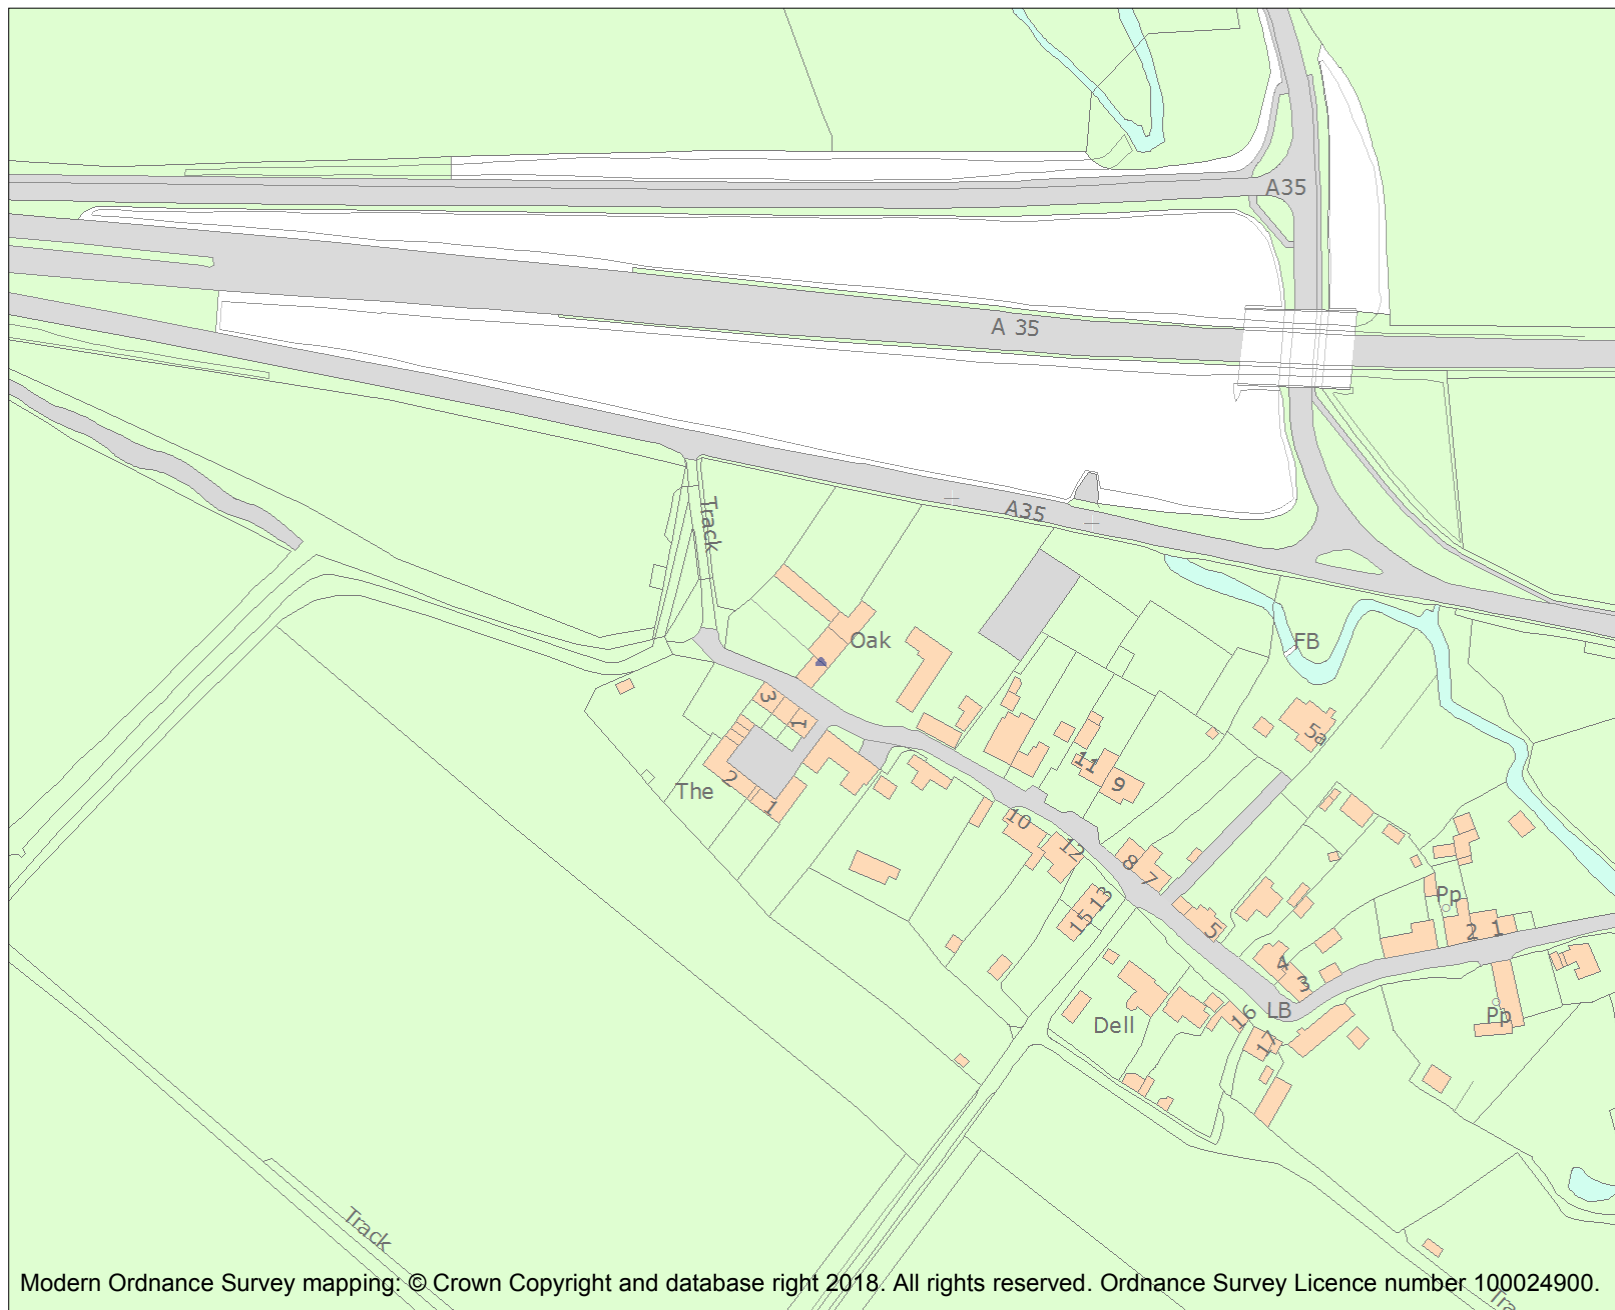 A35
A 35
A35
Track
Oak
FB
5a
3
1
The
2
1
11
9
10
12
8
7
13
15
5
Pp
2 1
4
3
Dell
16
LB
17
Pp
Track
Tra
Modern Ordnance Survey mapping: © Crown Copyright and database right 2018. All rights reserved. Ordnance Survey Licence number 100024900.